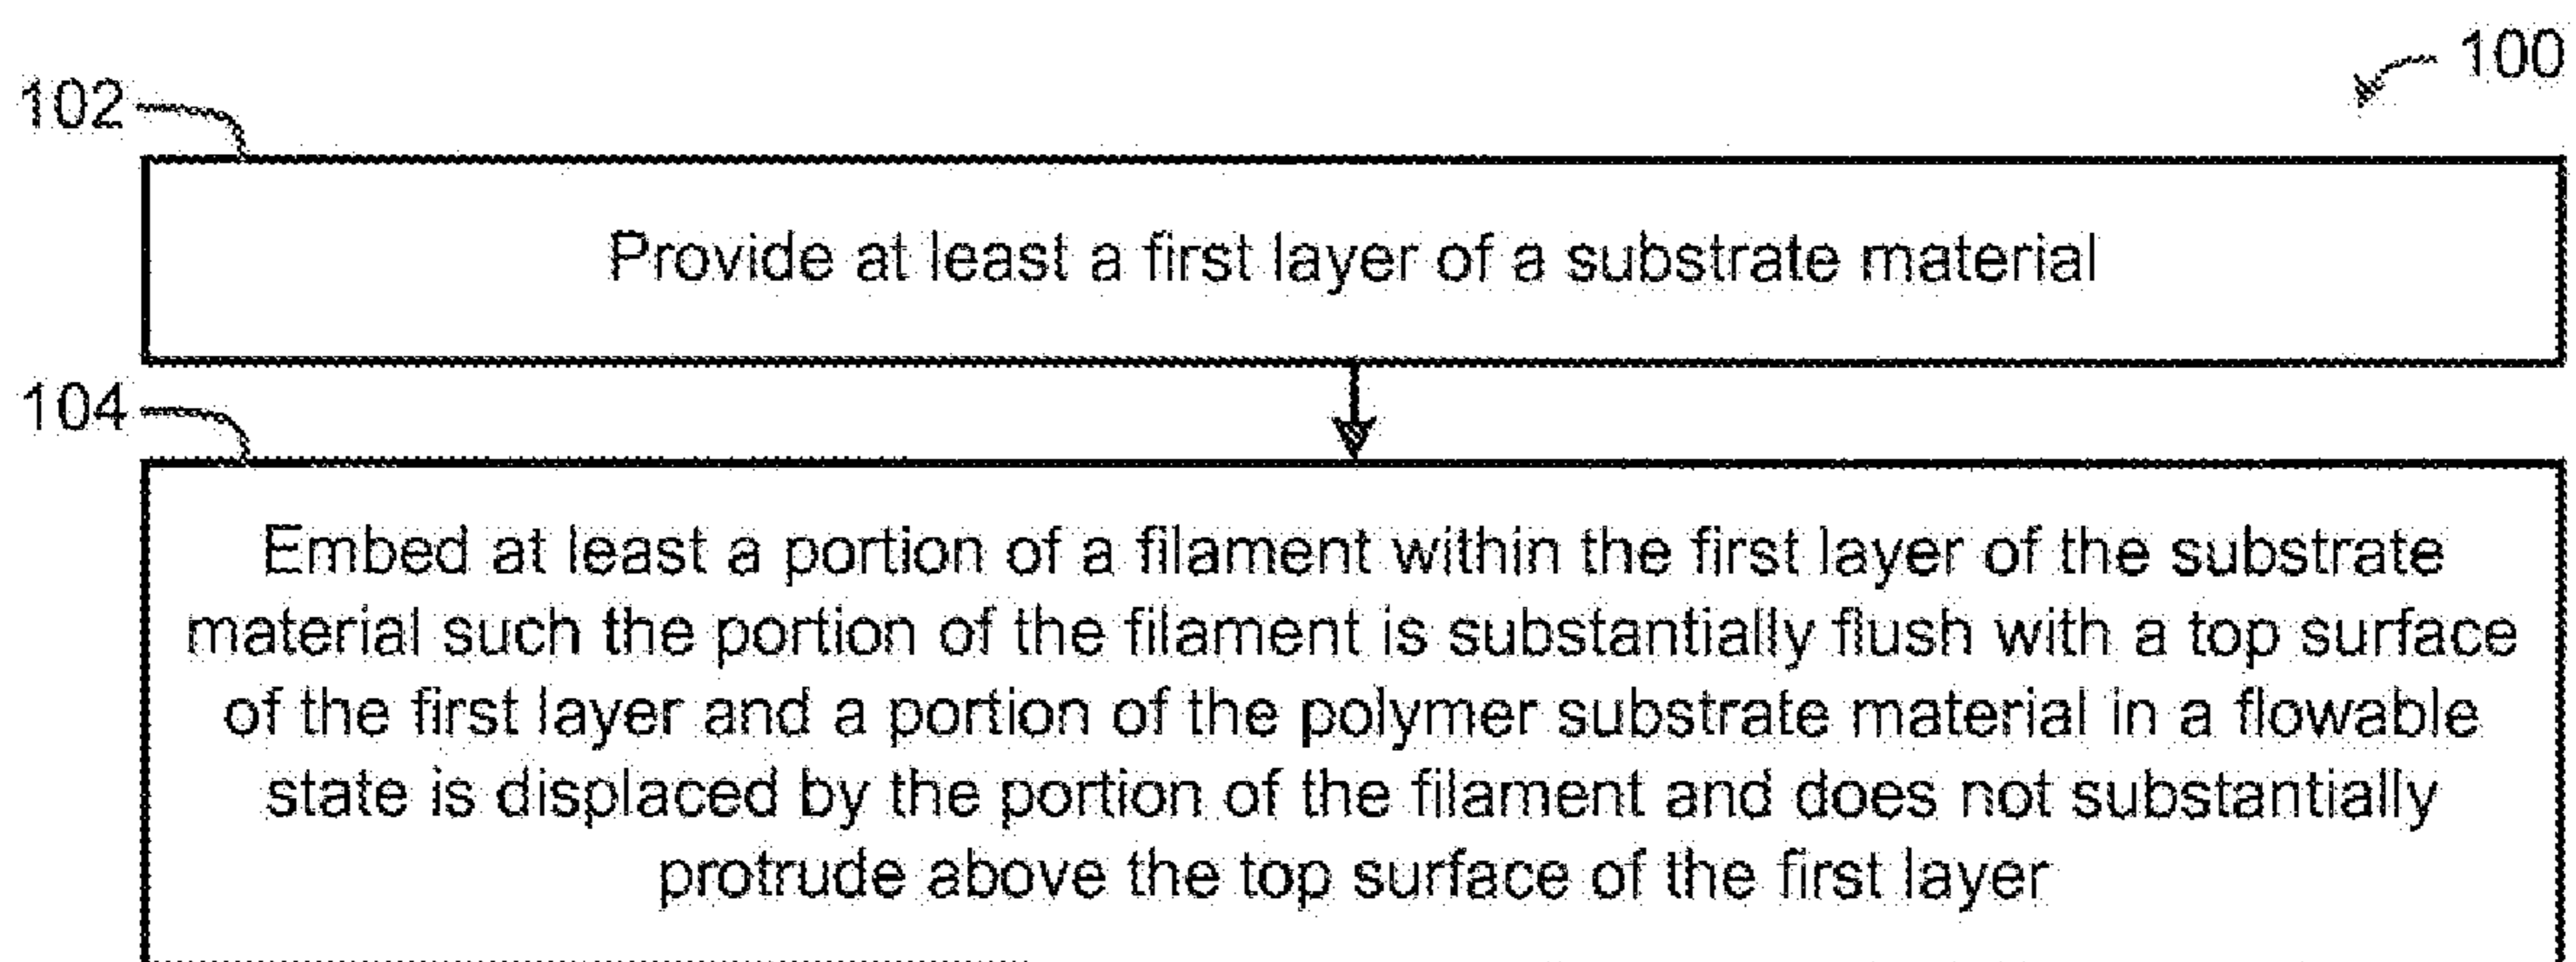 100
102
Provide at least a first layer of a substrate material
104
Embed at least a portion of a filament within the first layer of the substrate
material such the portion of the filament is substantially flush with a top surface
of the first layer and a portion of the polymer substrate material in a flowable
state is displaced by the portion of the filament and does not substantially
protrude above the top surface of the first layer